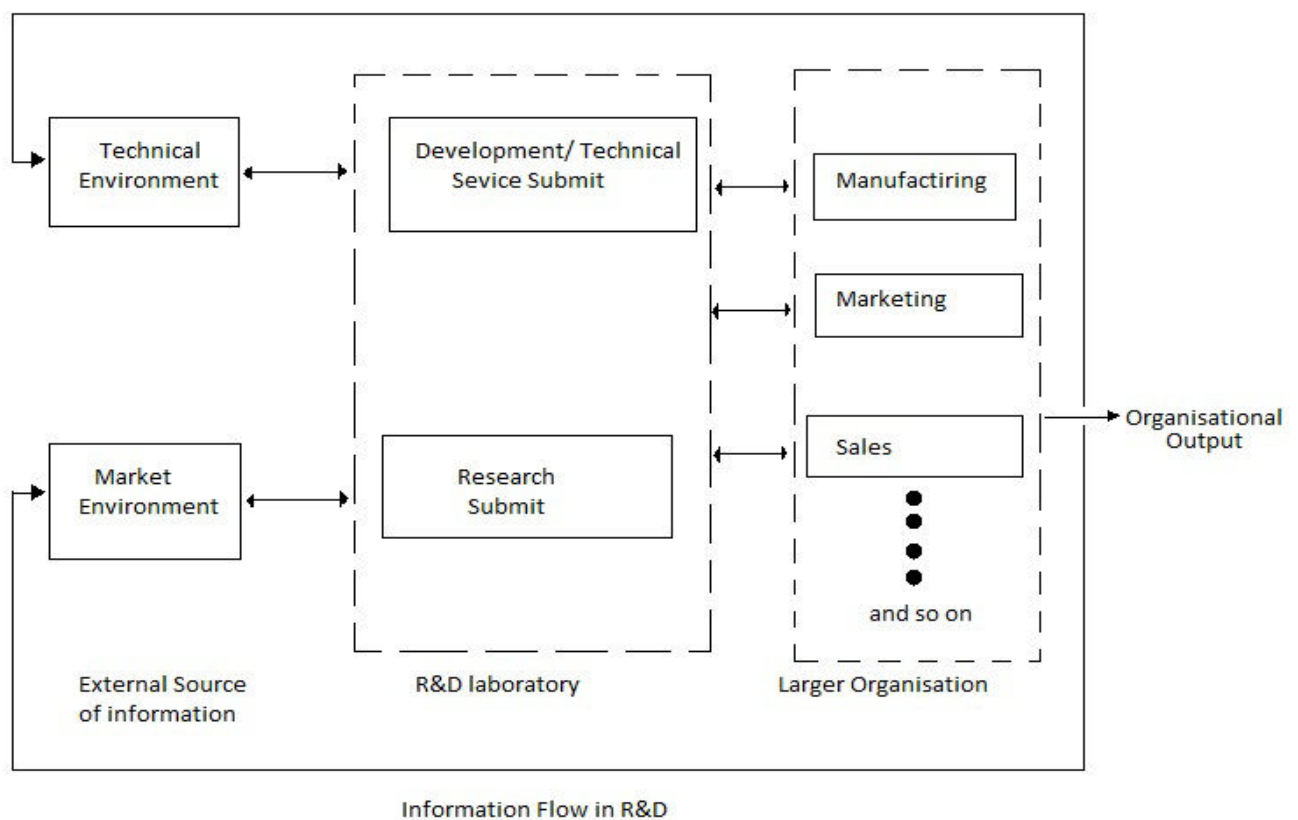 Technical
Environment
Development/ Technical
Sevice Submit
Manufactiring
Marketing
Organisational
Output
Market
Environment
Research
Submit
Sales
and so on
External Source
of information
R&D laboratory
Larger Organisation
Information Flow in R&D